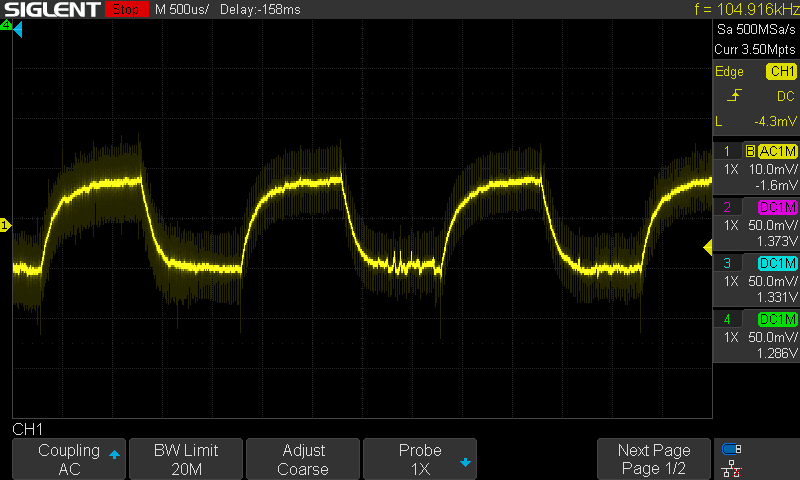 SIGLENT Stop M 500us/ Delay:-158ms f = 104.916kHz
Sa 500MSa/s
Curr 3.50Mpts
Edge CH1
DC
L -4.3mV
1 B AC1M
1X 10.0mV/
-1.6mV
2 DC1M
1X 50.0mV/
1.373V
3 DC1M
1X 50.0mV/
1.331V
4 DC1M
1X 50.0mV/
1.286V
4
1
CH1
Coupling
AC
BW Limit
20M
Adjust
Coarse
Probe
1X
Next Page
Page 1/2